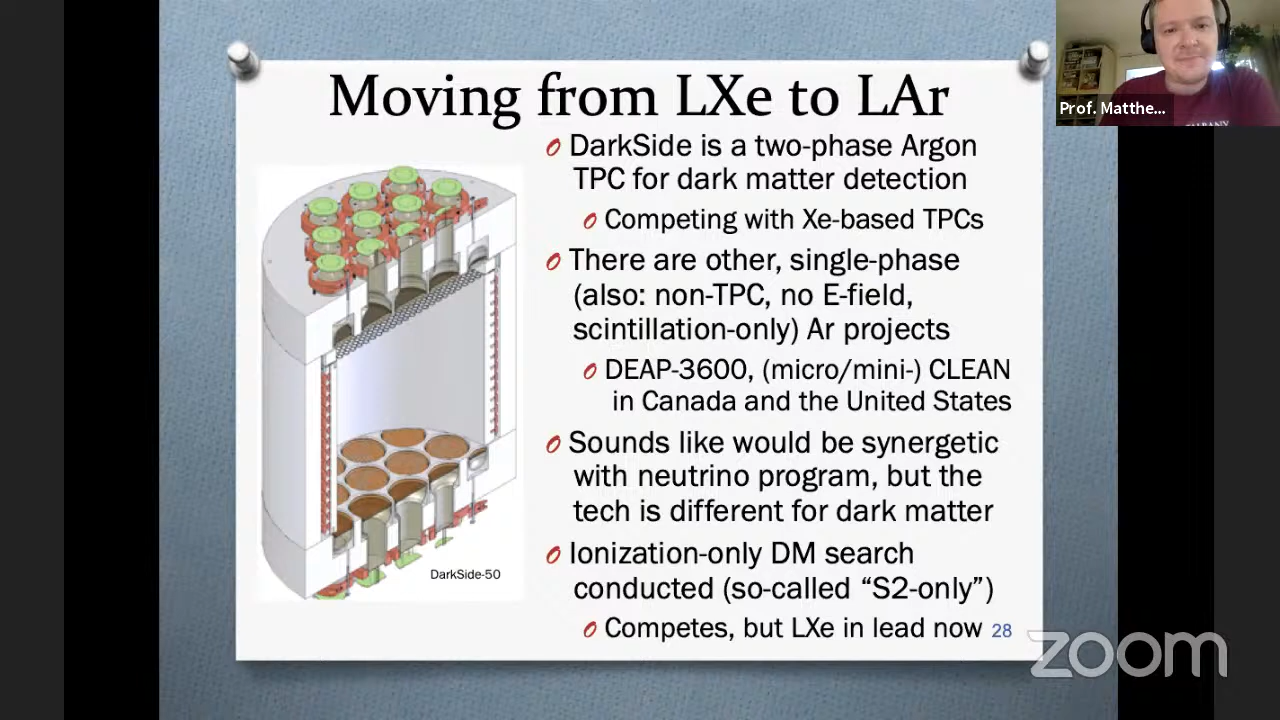 Moving from LXe to LAr
DarkSide is a two-phase Argon
TPC for dark matter detection
Competing with Xe-based TPCs
There are other, single-phase
(also: non-TPC, no E-field,
scintillation-only) Ar projects
DEAP-3600, (micro/mini-) CLEAN
in Canada and the United States
Sounds like would be synergetic
with neutrino program, but the
tech is different for dark matter
Ionization-only DM search
conducted (so-called “S2-only”)
Competes, but LXe in lead now 28
DarkSide-50
Prof. Matthe...
zoom